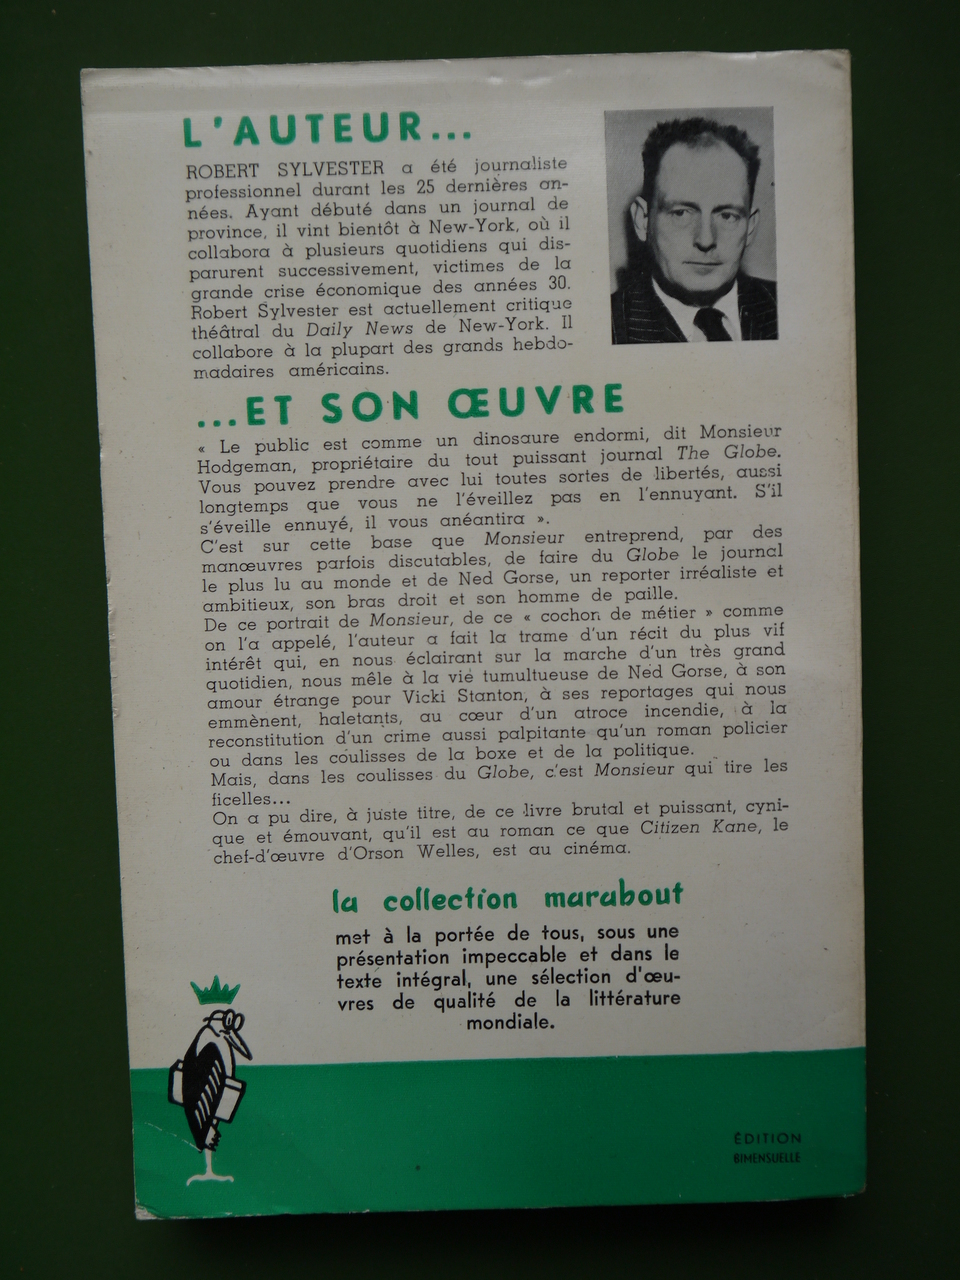 L'AUTEUR...
ROBERT SYLVESTER a été journaliste
professionnel durant les 25 dernières an-
nées. Ayant débuté dans un journal de
province, il vint bientôt à New-York, où il
collabora à plusieurs quotidiens qui dis-
parurent successivement, victimes de la
grande crise économique des années 30.
Robert Sylvester est actuellement critique
théâtral du Daily News de New-York. Il
collabore à la plupart des grands hebdo-
madaires américains.
...ET SON ŒUVRE
« Le public est comme un dinosaure endormi, dit Monsieur
Hodgeman, propriétaire du tout puissant journal The Globe.
Vous pouvez prendre avec lui toutes sortes de libertés, aussi
longtemps que vous ne l'éveillez pas en l'ennuyant. S'il
s'éveille ennuyé, il vous anéantira ».
C'est sur cette base que Monsieur entreprend, par des
manœuvres parfois discutables, de faire du Globe le journal
le plus lu au monde et de Ned Gorse, un reporter irréaliste et
ambitieux, son bras droit et son homme de paille.
De ce portrait de Monsieur, de ce « cochon de métier » comme
on l'a appelé, l'auteur a fait la trame d'un récit du plus vif
intérêt qui, en nous éclairant sur la marche d'un très grand
quotidien, nous mêle à la vie tumultueuse de Ned Gorse, à son
amour étrange pour Vicki Stanton, à ses reportages qui nous
emmènent, haletants, au cœur d'un atroce incendie, à la
reconstitution d'un crime aussi palpitante qu'un roman policier
ou dans les coulisses de la boxe et de la politique.
Mais, dans les coulisses du Globe, c'est Monsieur qui tire les
ficelles...
On a pu dire, à juste titre, de ce livre brutal et puissant, cyni-
que et émouvant, qu'il est au roman ce que Citizen Kane, le
chef-d'œuvre d'Orson Welles, est au cinéma.
la collection marabout
met à la portée de tous, sous une
présentation impeccable et dans le
texte intégral, une sélection d'œu-
vres de qualité de la littérature
mondiale.
ÉDITION
BIMENSUELLE